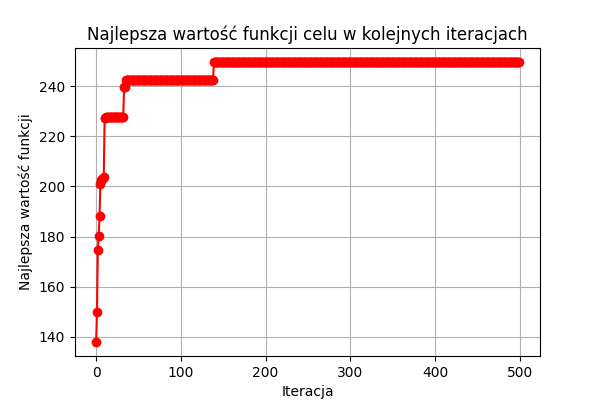 Najlepsza wartość funkcji celu w kolejnych iteracjach
Najlepsza wartość funkcji
240
220
200
180
160
140
0 100 200 300 400 500
Iteracja